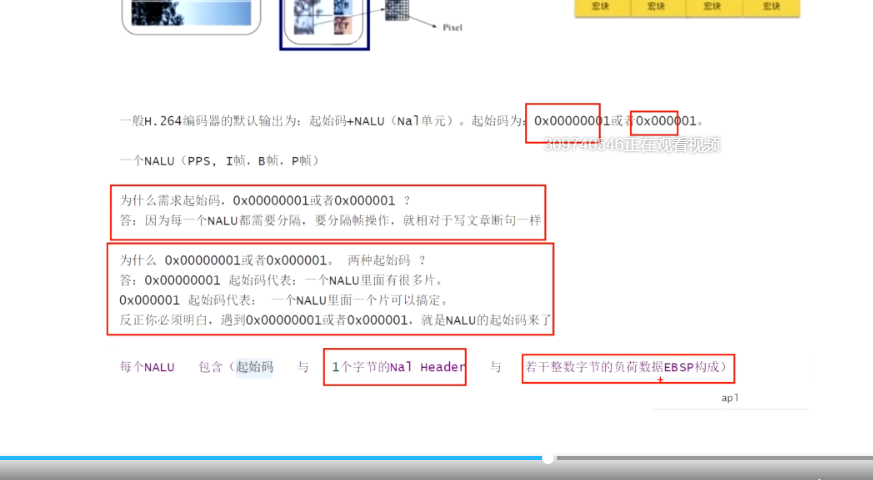 Pixel
宏块 宏块 宏块 宏块
一般H.264编码器的默认输出为：起始码+NALU（Nal单元）。起始码为：0x00000001或者0x000001。
309740546正在观看视频
一个NALU（PPS, I帧，B帧，P帧）
为什么需求起始码，0x00000001或者0x000001 ？
答：因为每一个NALU都需要分隔，要分隔帧操作，就相对于写文章断句一样
为什么 0x00000001或者0x000001。 两种起始码 ？
答：0x00000001 起始码代表：一个NALU里面有很多片。
0x000001 起始码代表： 一个NALU里面一个片可以搞定。
反正你必须明白，遇到0x00000001或者0x000001，就是NALU的起始码来了
每个NALU 包含（起始码 与 1个字节的Nal Header 与 若干整数字节的负荷数据EBSP构成）
apl